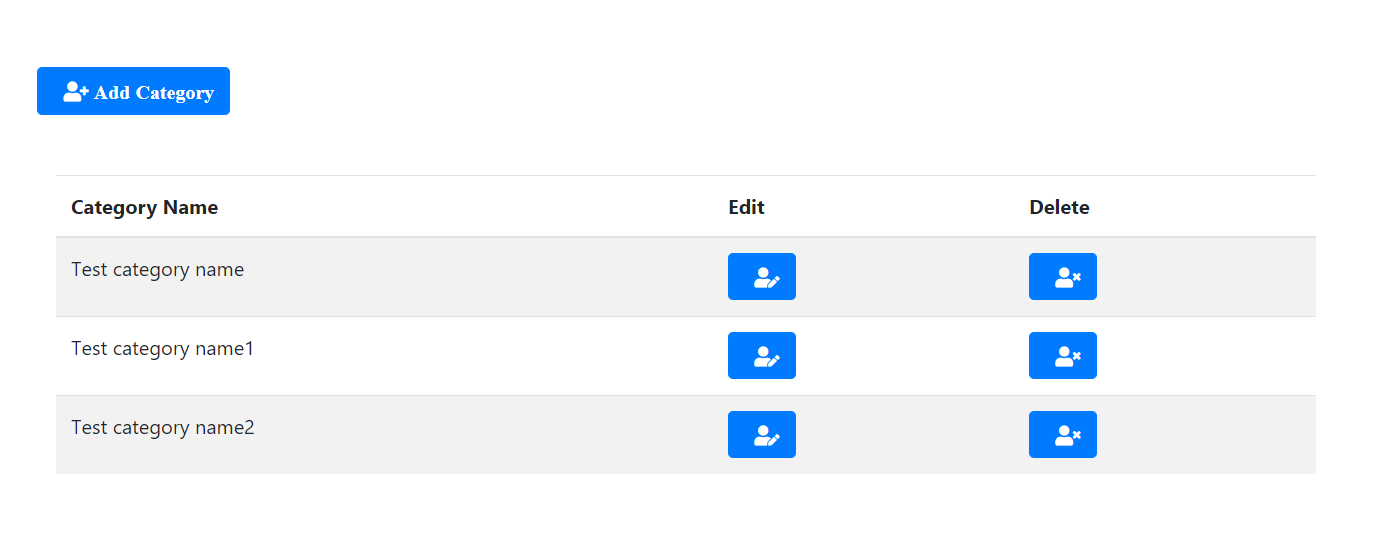 Add Category
Category Name Edit Delete
Test category name
Test category name1
Test category name2